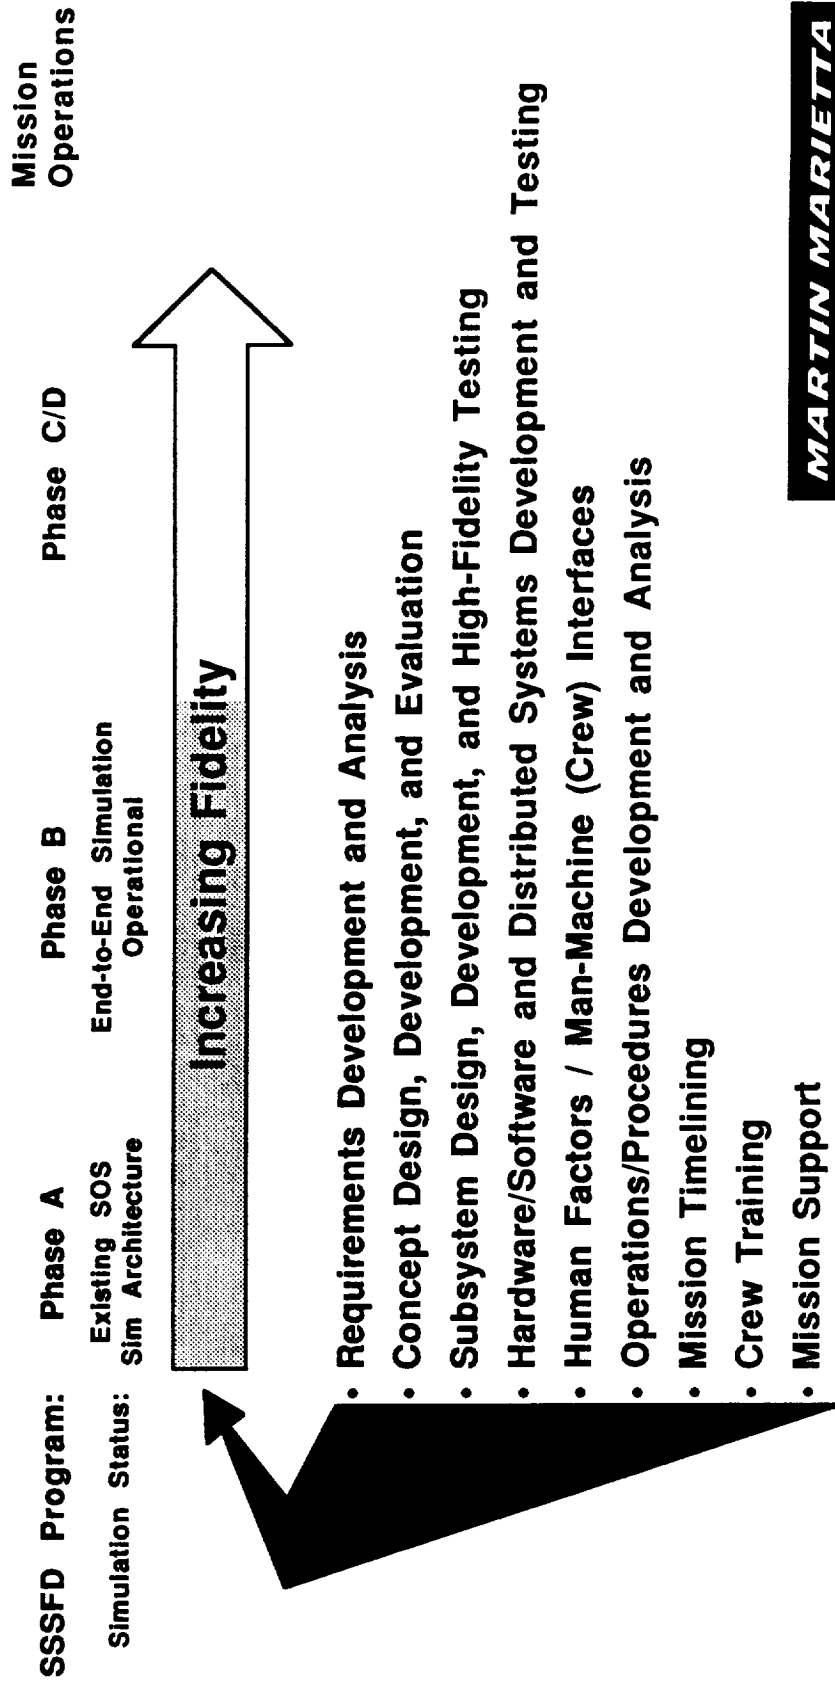 SSSFD Program: Phase A Phase B Phase C/D Mission Operations
Simulation Status: Existing SOS Sim Architecture End-to-End Simulation Operational
Increasing Fidelity
• Requirements Development and Analysis
• Concept Design, Development, and Evaluation
• Subsystem Design, Development, and High-Fidelity Testing
• Hardware/Software and Distributed Systems Development and Testing
• Human Factors / Man-Machine (Crew) Interfaces
• Operations/Procedures Development and Analysis
• Mission Timelining
• Crew Training
• Mission Support
MARTIN MARIETTA